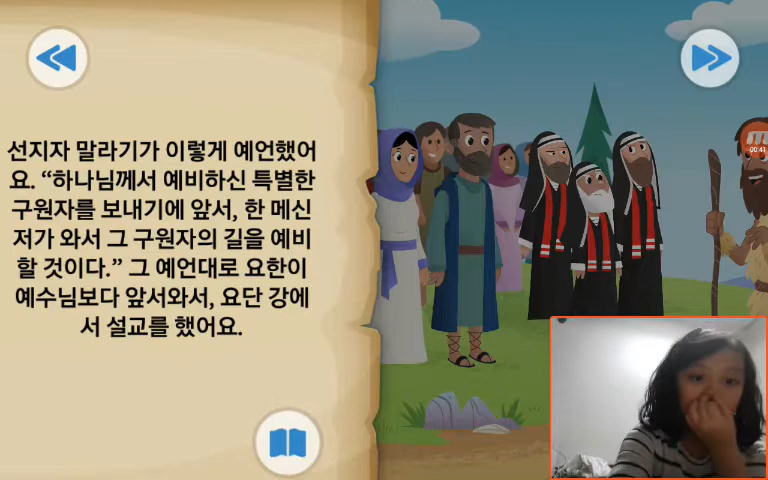 선지자 말라기가 이렇게 예언했어
요. “하나님께서 예비하신 특별한
구원자를 보내기에 앞서, 한 메신
저가 와서 그 구원자의 길을 예비
할 것이다.” 그 예언대로 요한이
예수님보다 앞서와서, 요단 강에
서 설교를 했어요.
00:41